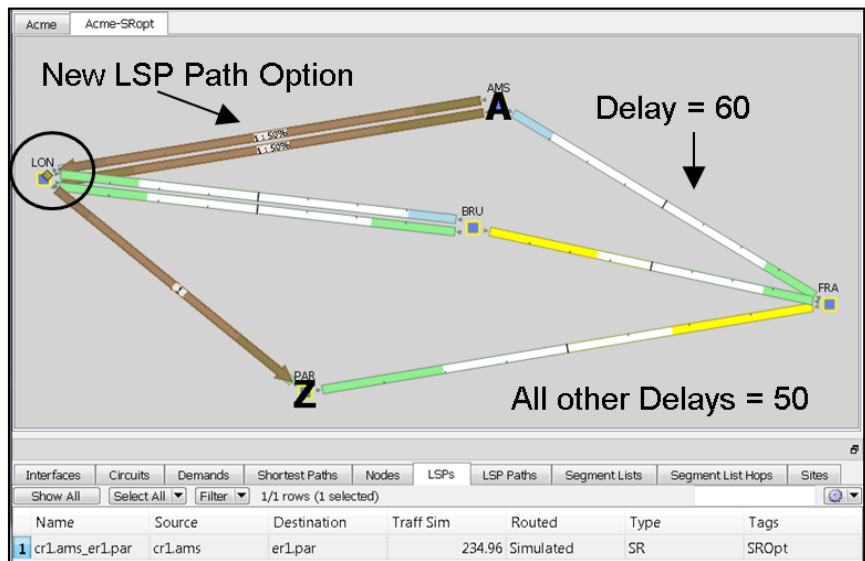 Acme Acme-SRopt
New LSP Path Option
AMS
A
Delay = 60
1 : 50%
1 : 50%
LON
BRU
FRA
1
PAR
Z
All other Delays = 50
Interfaces Circuits Demands Shortest Paths Nodes LSPs LSP Paths Segment Lists Segment List Hops Sites
Show All Select All Filter 1/1 rows (1 selected)
Name Source Destination Traff Sim Routed Type Tags
1 cr1.ams_er1.par cr1.ams er1.par 234.96 Simulated SR SROpt